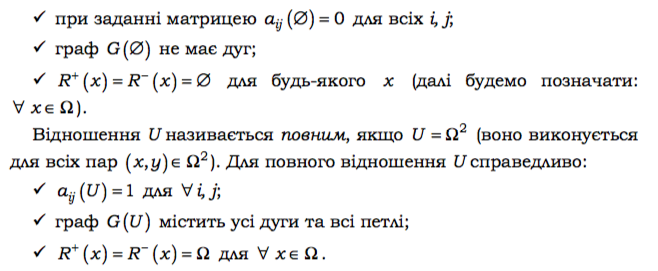 ✓ при заданні матрицею aᵢⱼ(∅) = 0 для всіх i, j;
✓ граф G(∅) не має дуг;
✓ R⁺(x) = R⁻(x) = ∅ для будь-якого x (далі будемо позначати:
∀ x ∈ Ω).
Відношення U називається повним, якщо U = Ω² (воно виконується
для всіх пар (x,y) ∈ Ω²). Для повного відношення U справедливо:
✓ aᵢⱼ(U) = 1 для ∀ i, j;
✓ граф G(U) містить усі дуги та всі петлі;
✓ R⁺(x) = R⁻(x) = Ω для ∀ x ∈ Ω.